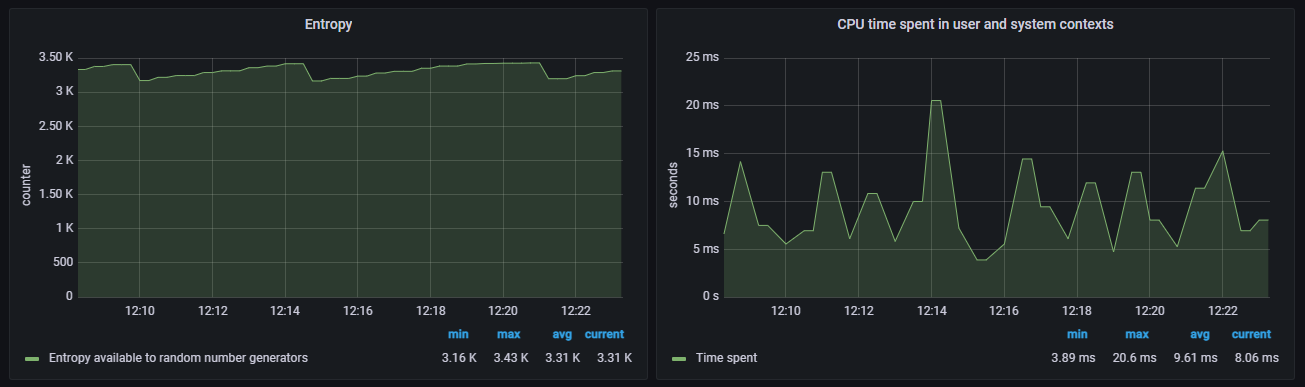 Entropy
3.50 K
3 K
2.50 K
2 K
1.50 K
1 K
500
0
counter
12:10 12:12 12:14 12:16 12:18 12:20 12:22
min max avg current
Entropy available to random number generators 3.16 K 3.43 K 3.31 K 3.31 K
CPU time spent in user and system contexts
25 ms
20 ms
15 ms
10 ms
5 ms
0 s
seconds
12:10 12:12 12:14 12:16 12:18 12:20 12:22
min max avg current
Time spent 3.89 ms 20.6 ms 9.61 ms 8.06 ms